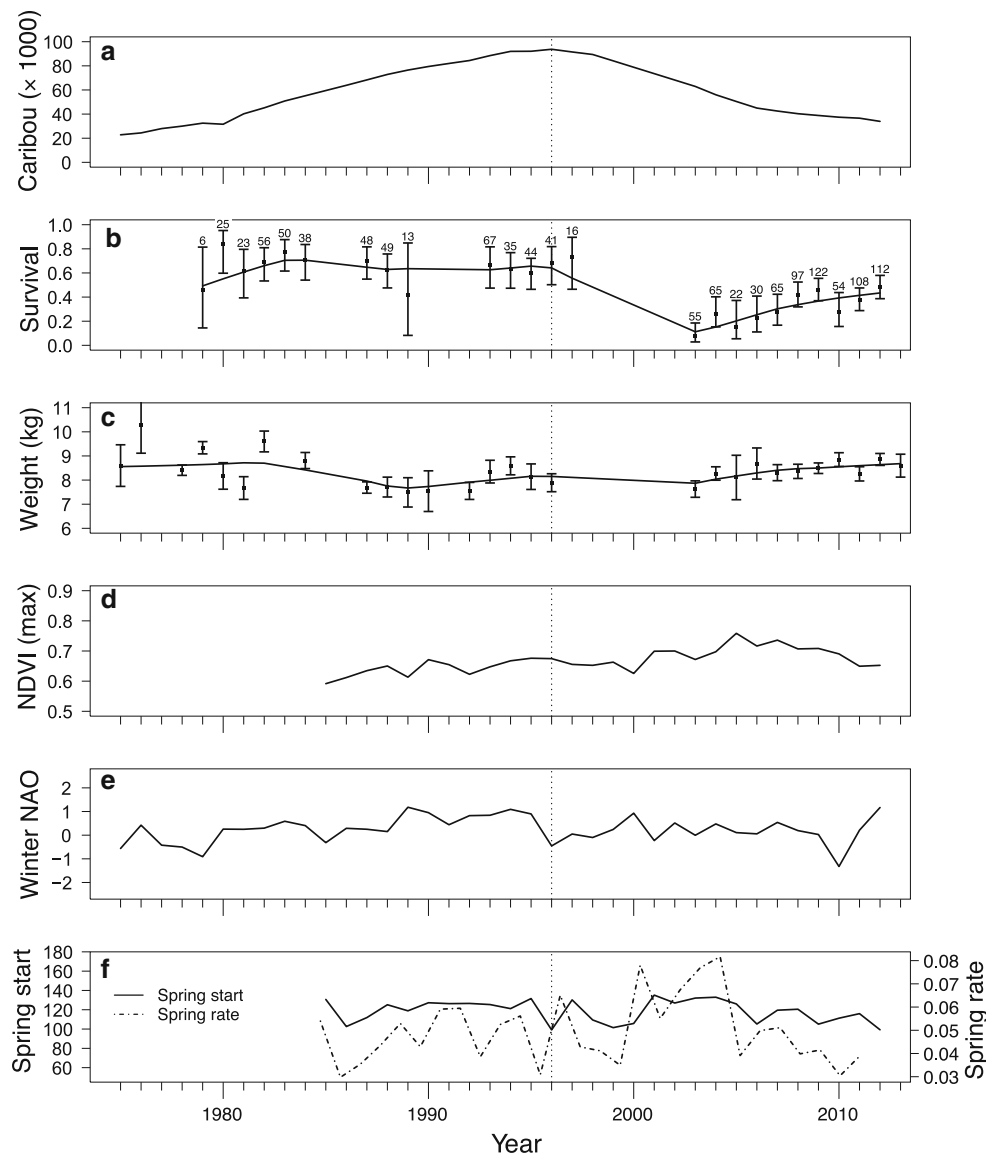 a
Caribou (× 1000)
100
80
60
40
20
0
b
Survival
1.0
0.8
0.6
0.4
0.2
0.0
6 25 23 56 50 38 48 49 13 67 35 44 41 16 55 65 22 30 65 97 122 54 108 112
c
Weight (kg)
11
10
9
8
7
6
d
NDVI (max)
0.9
0.8
0.7
0.6
0.5
e
Winter NAO
2
1
0
−1
−2
f
Spring start
180
160
140
120
100
80
60
Spring start
Spring rate
0.08
0.07
0.06
0.05
0.04
0.03
Spring rate
1980 1990 2000 2010
Year